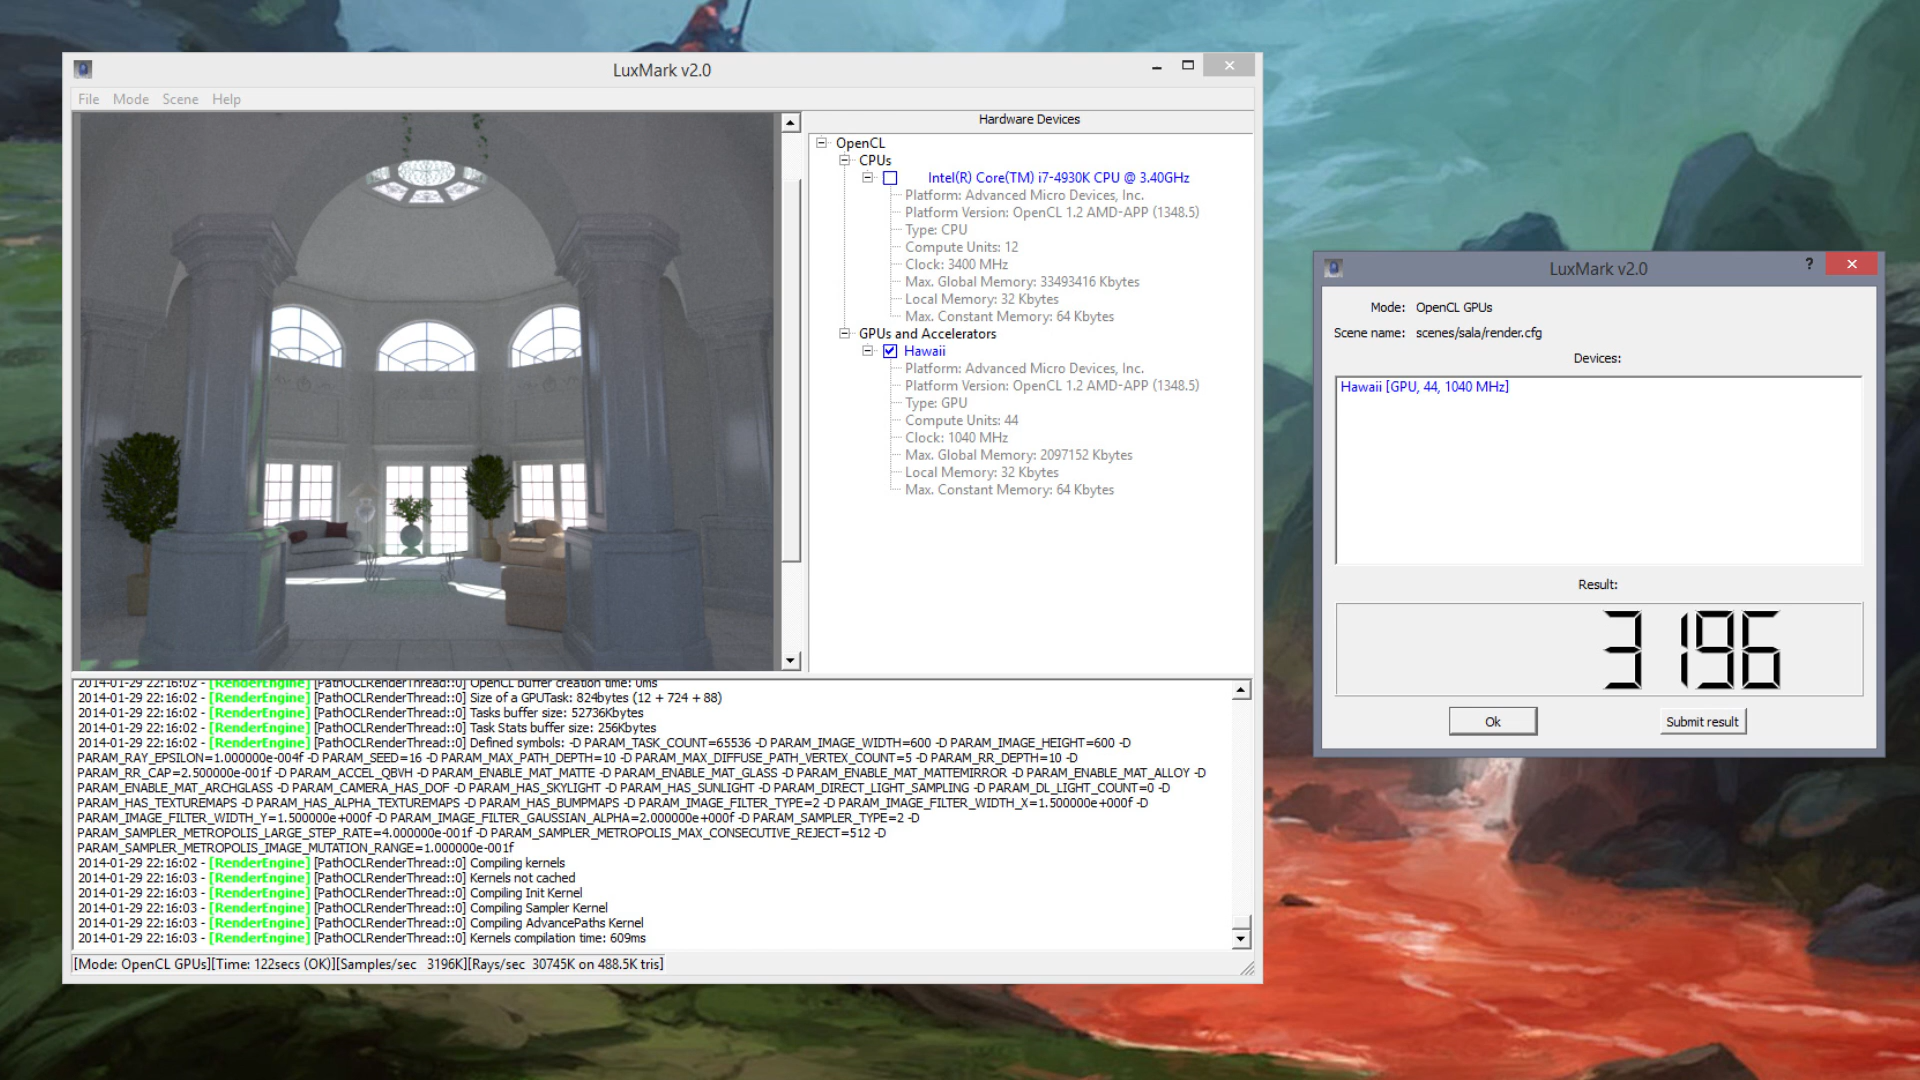 LuxMark v2.0
File Mode Scene Help
Hardware Devices
OpenCL
CPUs
Intel(R) Core(TM) i7-4930K CPU @ 3.40GHz
Platform: Advanced Micro Devices, Inc.
Platform Version: OpenCL 1.2 AMD-APP (1348.5)
Type: CPU
Compute Units: 12
Clock: 3400 MHz
Max. Global Memory: 33493416 Kbytes
Local Memory: 32 Kbytes
Max. Constant Memory: 64 Kbytes
GPUs and Accelerators
Hawaii
Platform: Advanced Micro Devices, Inc.
Platform Version: OpenCL 1.2 AMD-APP (1348.5)
Type: GPU
Compute Units: 44
Clock: 1040 MHz
Max. Global Memory: 2097152 Kbytes
Local Memory: 32 Kbytes
Max. Constant Memory: 64 Kbytes
2014-01-29 22:16:02 - [RenderEngine] [PathOCLRenderThread::0] OpenCL buffer creation time: 0ms
2014-01-29 22:16:02 - [RenderEngine] [PathOCLRenderThread::0] Size of a GPUTask: 824bytes (12 + 724 + 88)
2014-01-29 22:16:02 - [RenderEngine] [PathOCLRenderThread::0] Tasks buffer size: 52736Kbytes
2014-01-29 22:16:02 - [RenderEngine] [PathOCLRenderThread::0] Task Stats buffer size: 256Kbytes
2014-01-29 22:16:02 - [RenderEngine] [PathOCLRenderThread::0] Defined symbols: -D PARAM_TASK_COUNT=65536 -D PARAM_IMAGE_WIDTH=600 -D PARAM_IMAGE_HEIGHT=600 -D
PARAM_RAY_EPSILON=1.000000e-004f -D PARAM_SEED=16 -D PARAM_MAX_PATH_DEPTH=10 -D PARAM_MAX_DIFFUSE_PATH_VERTEX_COUNT=5 -D PARAM_RR_DEPTH=10 -D
PARAM_RR_CAP=2.500000e-001f -D PARAM_ACCEL_QBVH -D PARAM_ENABLE_MAT_MATTE -D PARAM_ENABLE_MAT_GLASS -D PARAM_ENABLE_MAT_MATTEMIRROR -D PARAM_ENABLE_MAT_ALLOY -D
PARAM_ENABLE_MAT_ARCHGLASS -D PARAM_CAMERA_HAS_DOF -D PARAM_HAS_SKYLIGHT -D PARAM_HAS_SUNLIGHT -D PARAM_DIRECT_LIGHT_SAMPLING -D PARAM_DL_LIGHT_COUNT=0 -D
PARAM_HAS_TEXTUREMAPS -D PARAM_HAS_ALPHA_TEXTUREMAPS -D PARAM_HAS_BUMPMAPS -D PARAM_IMAGE_FILTER_TYPE=2 -D PARAM_IMAGE_FILTER_WIDTH_X=1.500000e+000f -D
PARAM_IMAGE_FILTER_WIDTH_Y=1.500000e+000f -D PARAM_IMAGE_FILTER_GAUSSIAN_ALPHA=2.000000e+000f -D PARAM_SAMPLER_TYPE=2 -D
PARAM_SAMPLER_METROPOLIS_LARGE_STEP_RATE=4.000000e-001f -D PARAM_SAMPLER_METROPOLIS_MAX_CONSECUTIVE_REJECT=512 -D
PARAM_SAMPLER_METROPOLIS_IMAGE_MUTATION_RANGE=1.000000e-001f
2014-01-29 22:16:02 - [RenderEngine] [PathOCLRenderThread::0] Compiling kernels
2014-01-29 22:16:03 - [RenderEngine] [PathOCLRenderThread::0] Kernels not cached
2014-01-29 22:16:03 - [RenderEngine] [PathOCLRenderThread::0] Compiling Init Kernel
2014-01-29 22:16:03 - [RenderEngine] [PathOCLRenderThread::0] Compiling Sampler Kernel
2014-01-29 22:16:03 - [RenderEngine] [PathOCLRenderThread::0] Compiling AdvancePaths Kernel
2014-01-29 22:16:03 - [RenderEngine] [PathOCLRenderThread::0] Kernels compilation time: 609ms
[Mode: OpenCL GPUs][Time: 122secs (OK)][Samples/sec 3196K][Rays/sec 30745K on 488.5K tris]
LuxMark v2.0
?
Mode: OpenCL GPUs
Scene name: scenes/sala/render.cfg
Devices:
Hawaii [GPU, 44, 1040 MHz]
Result:
3196
Ok
Submit result